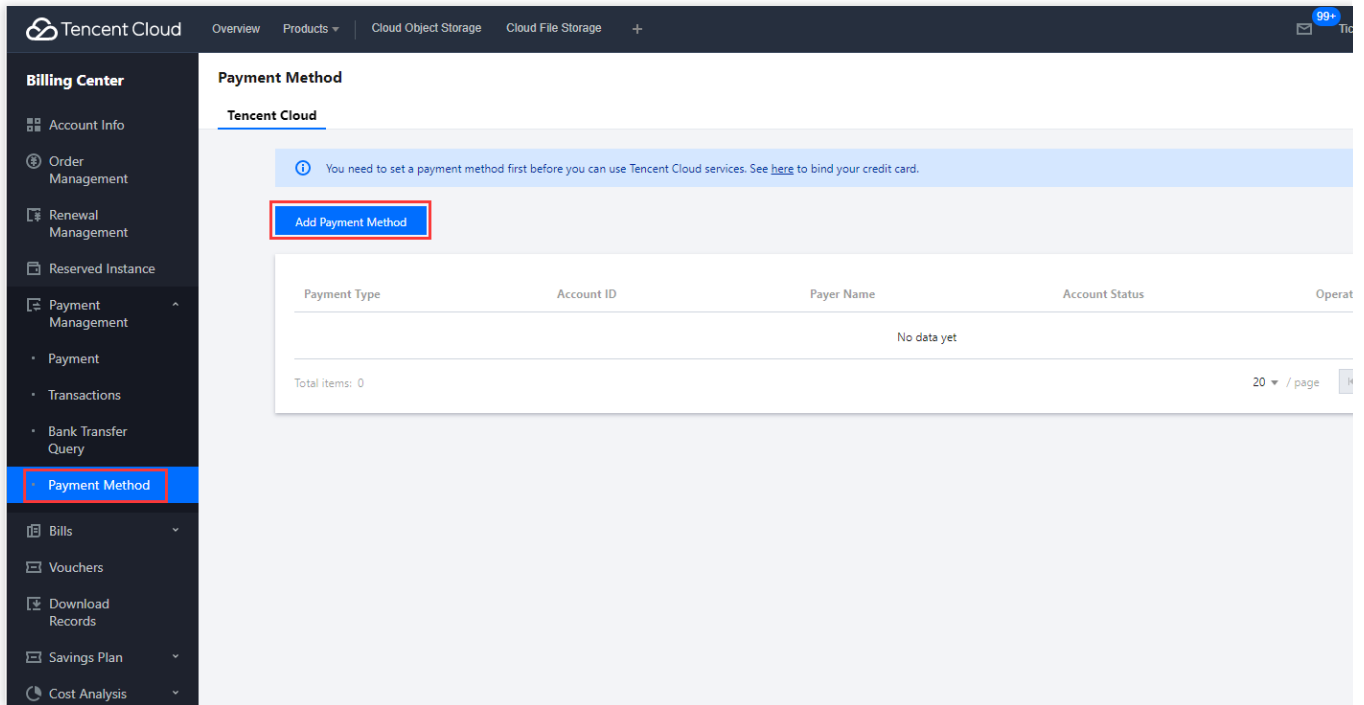 Tencent Cloud
Overview
Products
Cloud Object Storage
Cloud File Storage
+
99+
Billing Center
Account Info
Order
Management
Renewal
Management
Reserved Instance
Payment
Management
Payment
Transactions
Bank Transfer
Query
Payment Method
Bills
Vouchers
Download
Records
Savings Plan
Cost Analysis
Payment Method
Tencent Cloud
You need to set a payment method first before you can use Tencent Cloud services. See here to bind your credit card.
Add Payment Method
Payment Type
Account ID
Payer Name
Account Status
No data yet
Total items: 0
20 / page